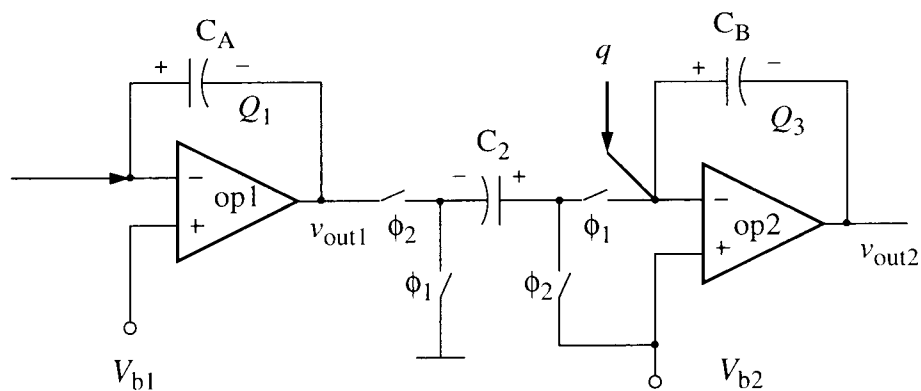 C_A
C_B
+ −
q
+ −
Q_1
Q_3
C_2
− op1
− +
− op2
+
+
v_out1
ϕ_2
ϕ_1
v_out2
ϕ_1
ϕ_2
V_b1
V_b2